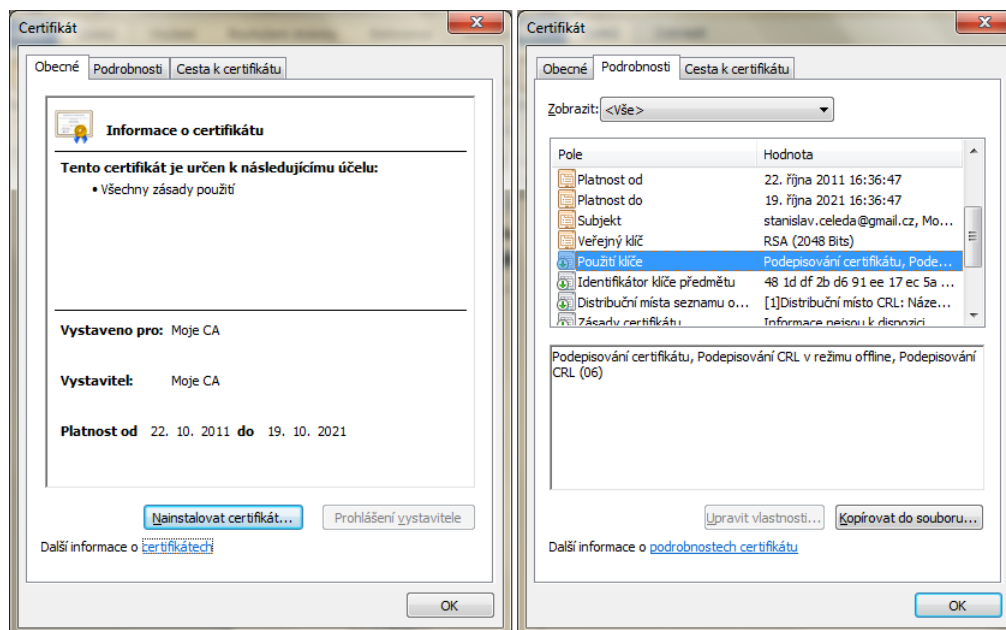 Certifikát
Obecné Podrobnosti Cesta k certifikátu
Informace o certifikátu
Tento certifikát je určen k následujícímu účelu:
• Všechny zásady použití
Vystaveno pro: Moje CA
Vystavitel: Moje CA
Platnost od 22. 10. 2011 do 19. 10. 2021
Nainstalovat certifikát... Prohlášení vystavitele
Další informace o certifikátech
OK
Certifikát
Obecné Podrobnosti Cesta k certifikátu
Zobrazit: <Vše>
Pole Hodnota
Platnost od 22. října 2011 16:36:47
Platnost do 19. října 2021 16:36:47
Subjekt stanislav.celeda@gmail.cz, Mo...
Veřejný klíč RSA (2048 Bits)
Použití klíče Podepisování certifikátu, Pode...
Identifikátor klíče předmětu 48 1d df 2b d6 91 ee 17 ec 5a ...
Distribuční místa seznamu o... [1]Distribuční místo CRL: Náze...
Zásady certifikátu Informace nejsou k dispozici
Podepisování certifikátu, Podepisování CRL v režimu offline, Podepisování
CRL (06)
Upravit vlastnosti... Kopírovat do souboru...
Další informace o podrobnostech certifikátu
OK